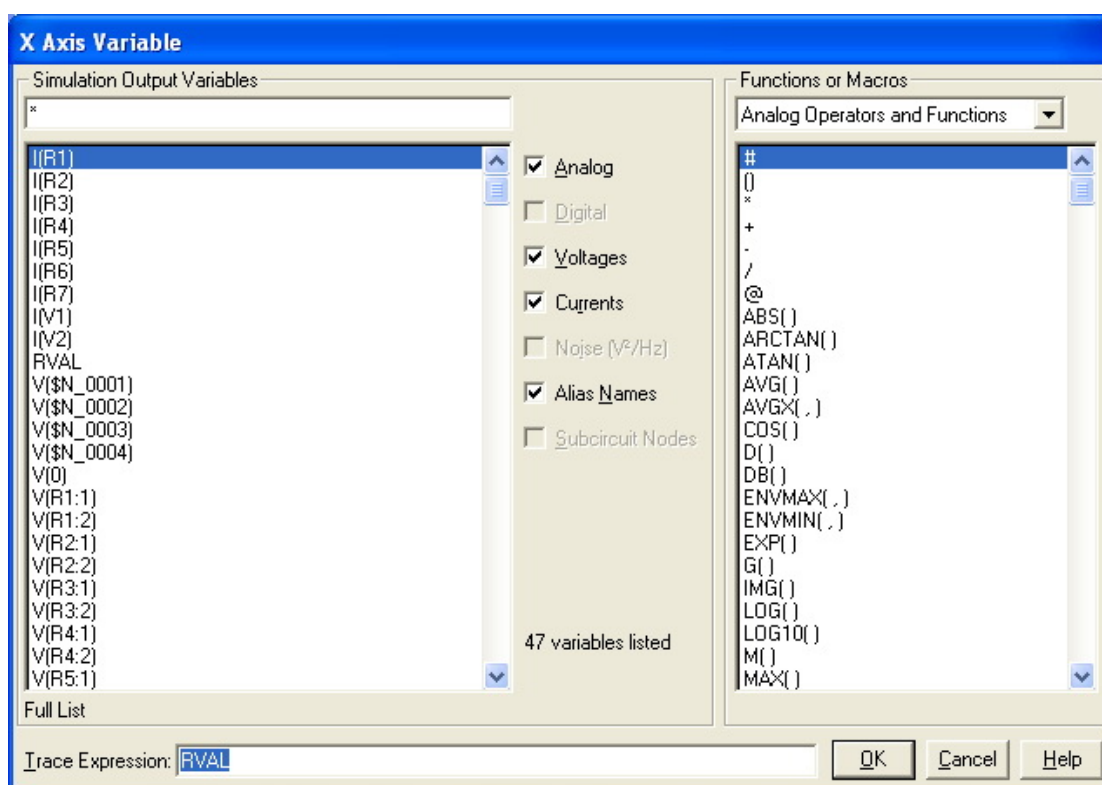 X Axis Variable
Simulation Output Variables
*
I(R1)
I(R2)
I(R3)
I(R4)
I(R5)
I(R6)
I(R7)
I(V1)
I(V2)
RVAL
V($N_0001)
V($N_0002)
V($N_0003)
V($N_0004)
V(0)
V(R1:1)
V(R1:2)
V(R2:1)
V(R2:2)
V(R3:1)
V(R3:2)
V(R4:1)
V(R4:2)
V(R5:1)
Full List
Analog
Digital
Voltages
Currents
Noise (V²/Hz)
Alias Names
Subcircuit Nodes
47 variables listed
Functions or Macros
Analog Operators and Functions
#
()
*
+
-
/
@
ABS( )
ARCTAN( )
ATAN( )
AVG( )
AVGX( , )
COS( )
D( )
DB( )
ENVMAX( , )
ENVMIN( , )
EXP( )
G( )
IMG( )
LOG( )
LOG10( )
M( )
MAX( )
Trace Expression: RVAL
OK
Cancel
Help